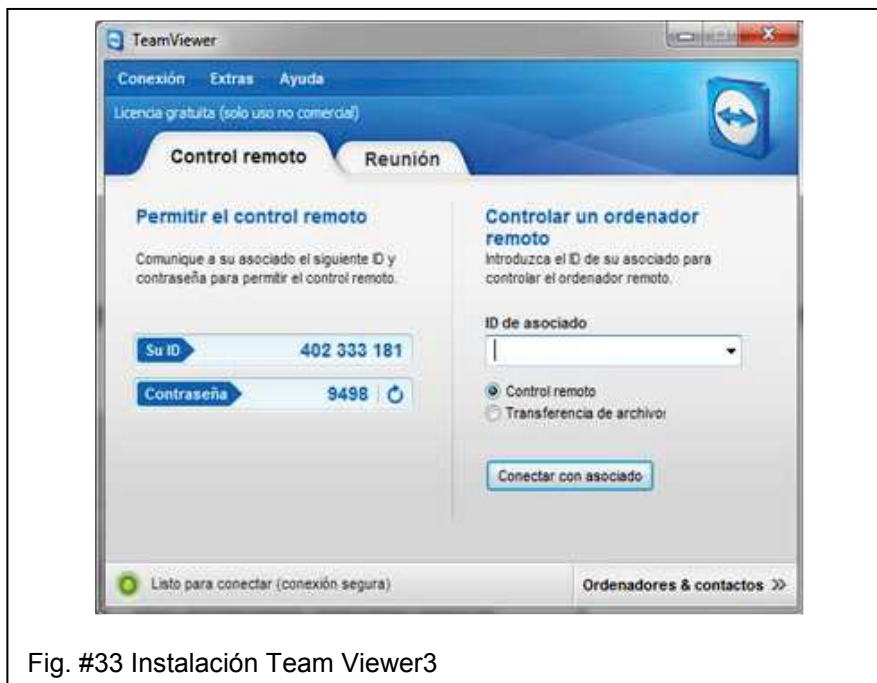 TeamViewer
Conexión Extras Ayuda
Licencia gratuita (solo uso no comercial)
Control remoto Reunión
Permitir el control remoto
Comunique a su asociado el siguiente ID y
contraseña para permitir el control remoto.
Su ID 402 333 181
Contraseña 9498
Controlar un ordenador
remoto
Introduzca el ID de su asociado para
controlar el ordenador remoto.
ID de asociado
Control remoto
Transferencia de archivos
Conectar con asociado
Listo para conectar (conexión segura)
Ordenadores & contactos >>
Fig. #33 Instalación Team Viewer3